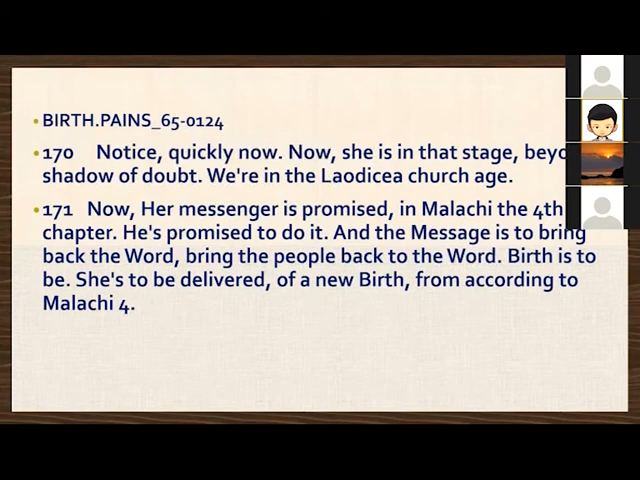 BIRTH.PAINS_65-0124
170 Notice, quickly now. Now, she is in that stage,
shadow of doubt. We're in the Laodicea church age.
171 Now, Her messenger is promised, in Malachi the 4th
chapter. He's promised to do it. And the Message is to bring
back the Word, bring the people back to the Word. Birth is to
be. She's to be delivered, of a new Birth, from according to
Malachi 4.